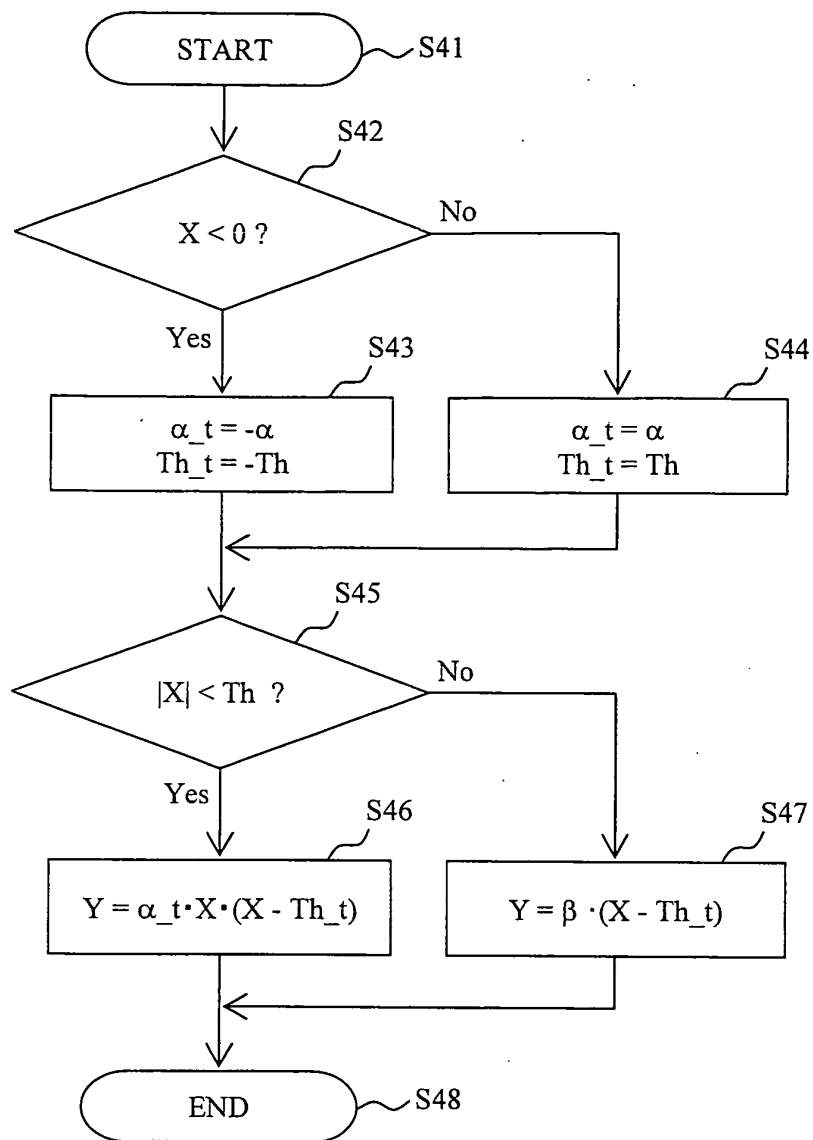 START
S41
S42
X < 0 ?
No
Yes
S43
S44
α_t = -α
Th_t = -Th
α_t = α
Th_t = Th
S45
|X| < Th ?
No
Yes
S46
S47
Y = α_t·X·(X - Th_t)
Y = β ·(X - Th_t)
END
S48